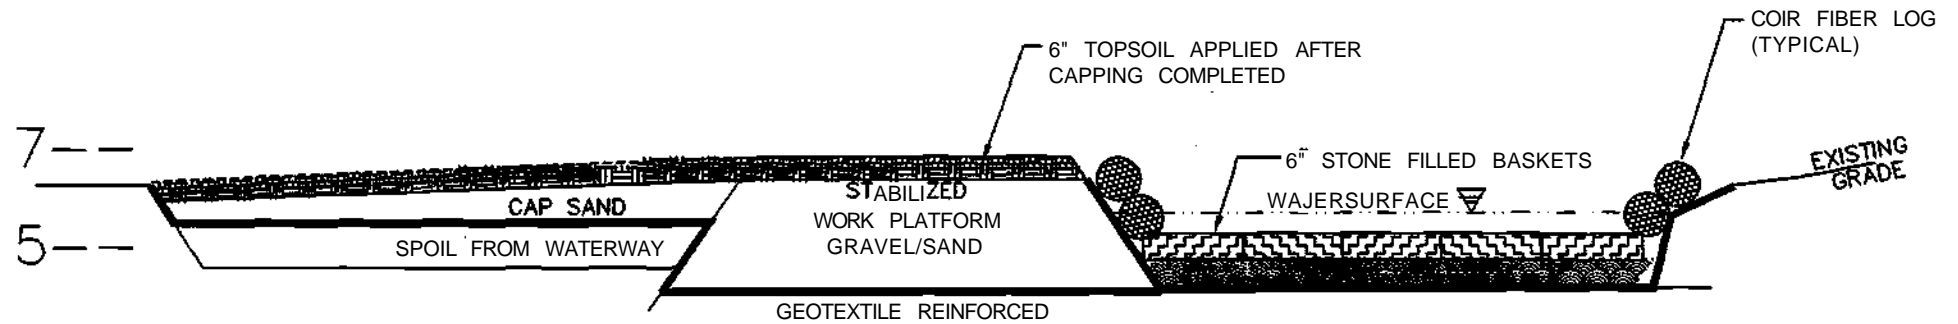 COIR FIBER LOG
(TYPICAL)
6" TOPSOIL APPLIED AFTER
CAPPING COMPLETED
7
6" STONE FILLED BASKETS
EXISTING
GRADE
STABILIZED
WORK PLATFORM
GRAVEL/SAND
CAP SAND
WAJERSURFACE
5
SPOIL FROM WATERWAY
GEOTEXTILE REINFORCED